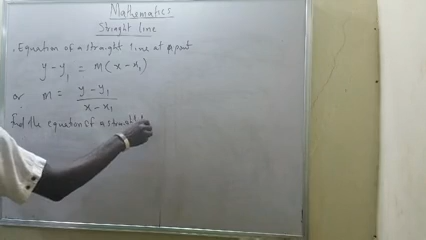 Mathematics
Straight line
. Equation of a straight line at a point
y - y₁ = m(x - x₁)
or m = y - y₁ / x - x₁
find the equation of a straight